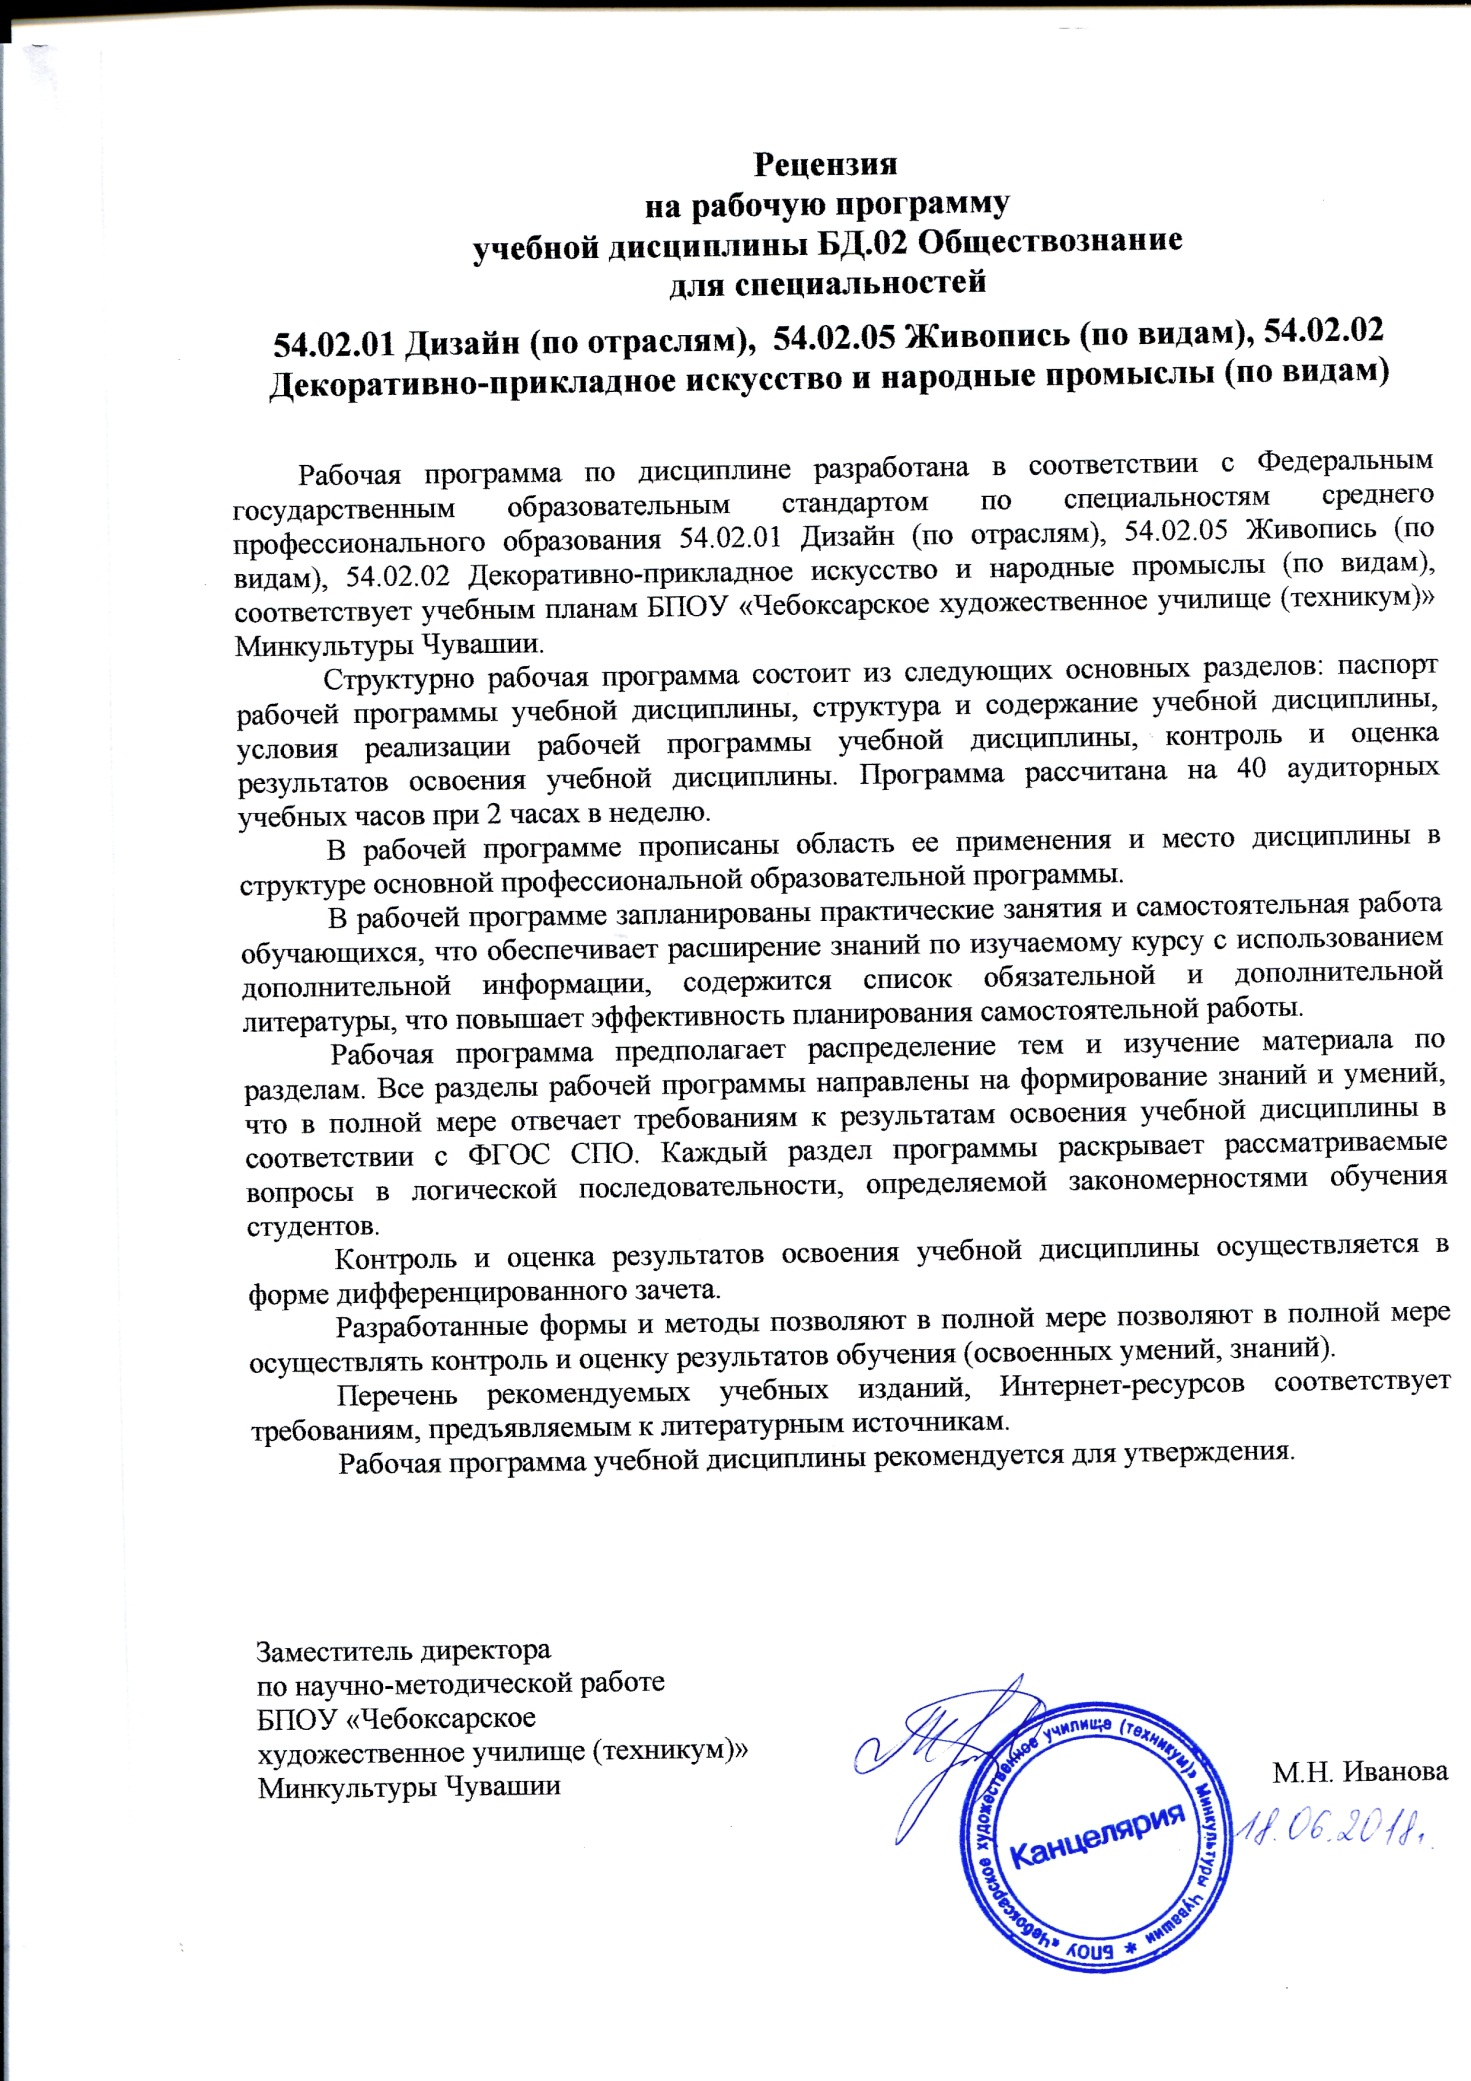 Рецензия
на рабочую программу
учебной дисциплины БД.02 Обществознание
для специальностей
54.02.01 Дизайн (по отраслям), 54.02.05 Живопись (по видам), 54.02.02
Декоративно-прикладное искусство и народные промыслы (по видам)
Рабочая программа по дисциплине разработана в соответствии с Федеральным
государственным образовательным стандартом по специальностям среднего
профессионального образования 54.02.01 Дизайн (по отраслям), 54.02.05 Живопись (по
видам), 54.02.02 Декоративно-прикладное искусство и народные промыслы (по видам),
соответствует учебным планам БПОУ «Чебоксарское художественное училище (техникум)»
Минкультуры Чувашии.
Структурно рабочая программа состоит из следующих основных разделов: паспорт
рабочей программы учебной дисциплины, структура и содержание учебной дисциплины,
условия реализации рабочей программы учебной дисциплины, контроль и оценка
результатов освоения учебной дисциплины. Программа рассчитана на 40 аудиторных
учебных часов при 2 часах в неделю.
В рабочей программе прописаны область ее применения и место дисциплины в
структуре основной профессиональной образовательной программы.
В рабочей программе запланированы практические занятия и самостоятельная работа
обучающихся, что обеспечивает расширение знаний по изучаемому курсу с использованием
дополнительной информации, содержится список обязательной и дополнительной
литературы, что повышает эффективность планирования самостоятельной работы.
Рабочая программа предполагает распределение тем и изучение материала по
разделам. Все разделы рабочей программы направлены на формирование знаний и умений,
что в полной мере отвечает требованиям к результатам освоения учебной дисциплины в
соответствии с ФГОС СПО. Каждый раздел программы раскрывает рассматриваемые
вопросы в логической последовательности, определяемой закономерностями обучения
студентов.
Контроль и оценка результатов освоения учебной дисциплины осуществляется в
форме дифференцированного зачета.
Разработанные формы и методы позволяют в полной мере позволяют в полной мере
осуществлять контроль и оценку результатов обучения (освоенных умений, знаний).
Перечень рекомендуемых учебных изданий, Интернет-ресурсов соответствует
требованиям, предъявляемым к литературным источникам.
Рабочая программа учебной дисциплины рекомендуется для утверждения.
Заместитель директора
по научно-методической работе
БПОУ «Чебоксарское
художественное училище (техникум)»
Минкультуры Чувашии
М.Н. Иванова
18.06.2018г.
БПОУ «Чебоксарское художественное училище (техникум)» Минкультуры Чувашии *
Канцелярия